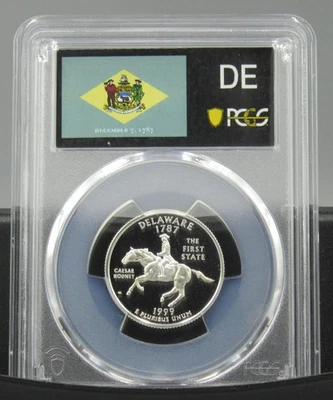 DE
PCGS
DECEMBER 7, 1787
DELAWARE
1787
THE
FIRST
STATE
CAESAR
RODNEY
1999
E PLURIBUS UNUM